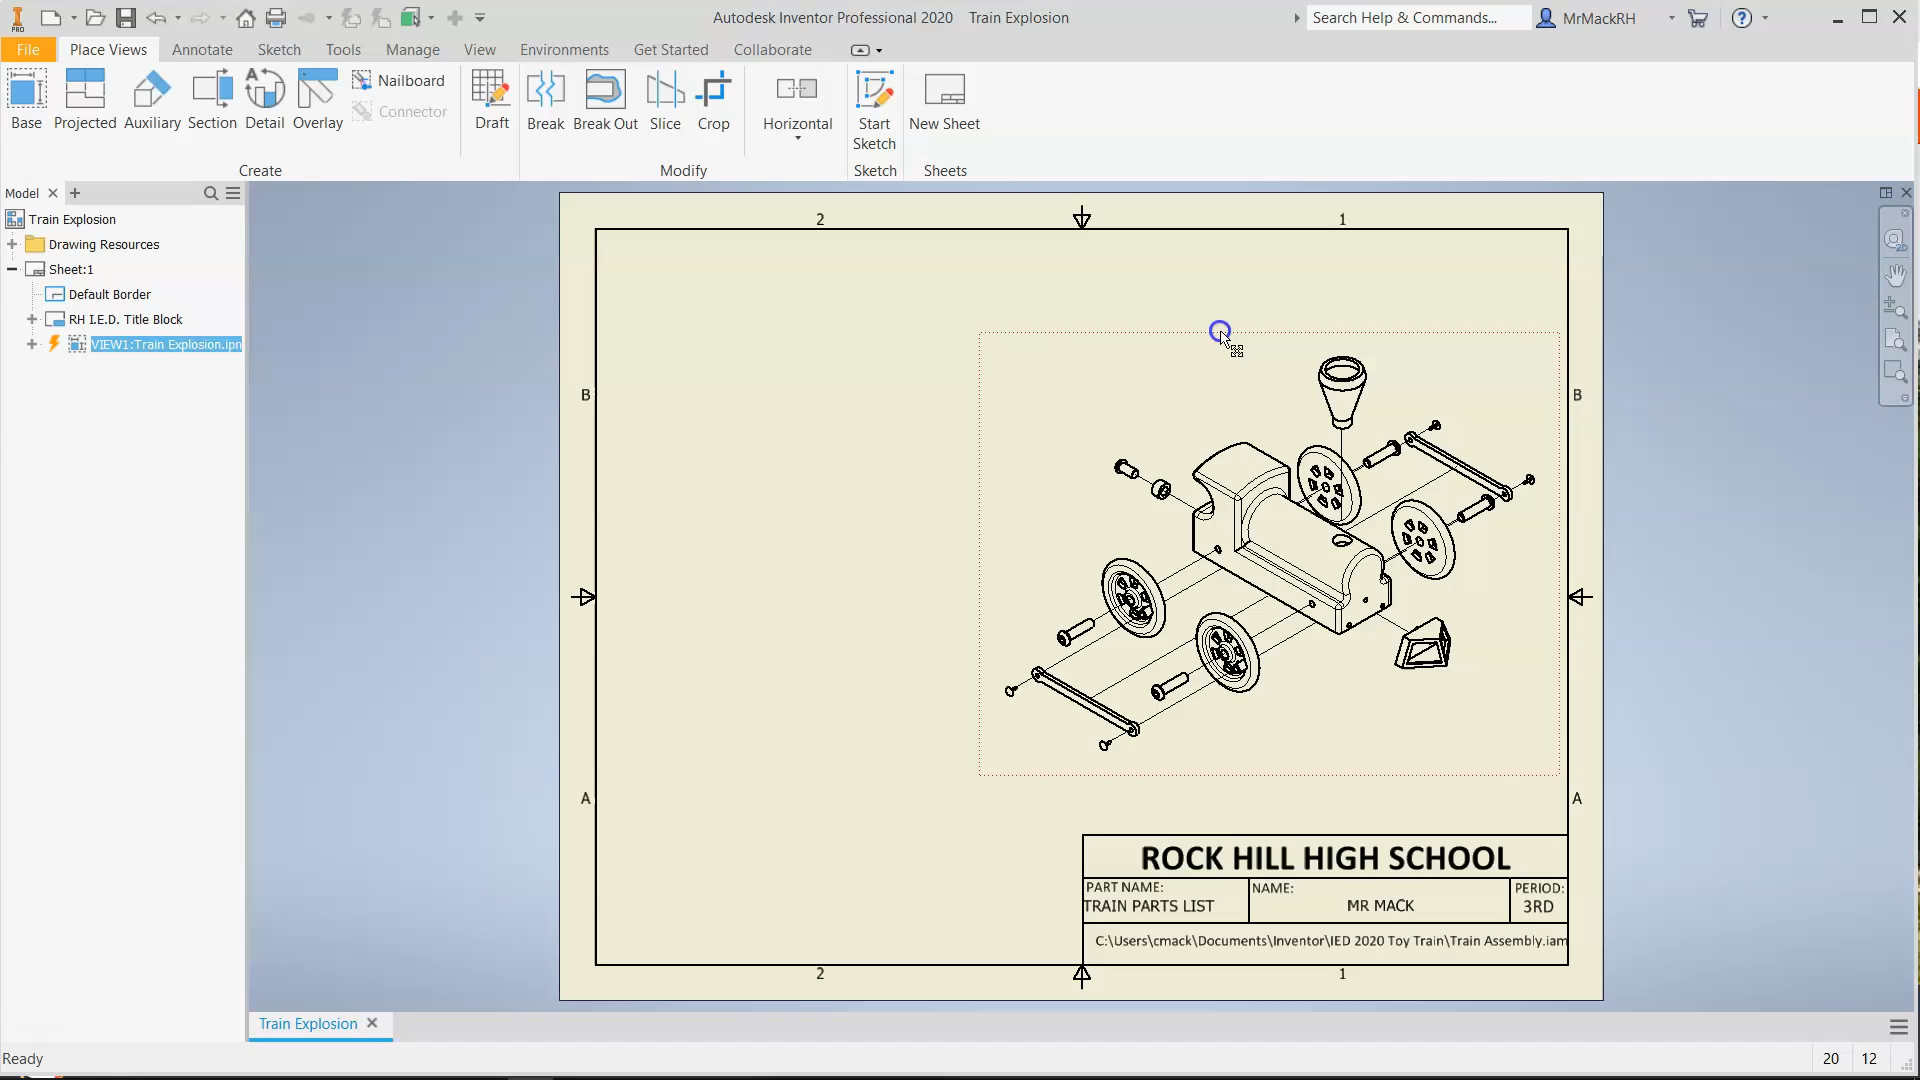 PRO
Autodesk Inventor Professional 2020 Train Explosion
Search Help & Commands...
MrMackRH
File Place Views Annotate Sketch Tools Manage View Environments Get Started Collaborate
Base
Projected
Auxiliary
Section
Detail
Overlay
Nailboard
Connector
Draft
Break
Break Out
Slice
Crop
Horizontal
Start
Sketch
New Sheet
Create
Modify
Sketch
Sheets
Model
Train Explosion
Drawing Resources
Sheet:1
Default Border
RH I.E.D. Title Block
VIEW1:Train Explosion.ipn
2 1
B B
A A
ROCK HILL HIGH SCHOOL
PART NAME:
TRAIN PARTS LIST
NAME:
MR MACK
PERIOD:
3RD
C:\Users\cmack\Documents\Inventor\IED 2020 Toy Train\Train Assembly.iam
2 1
Train Explosion
Ready
20 12